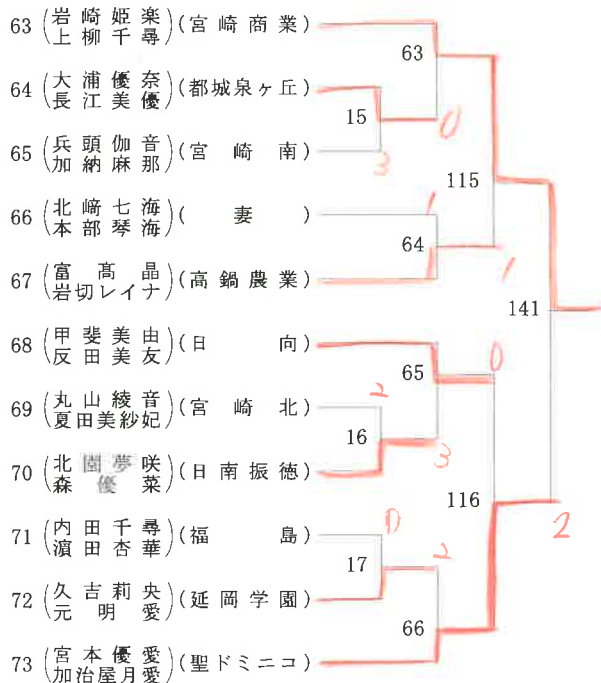 63 (岩崎姫楽 上柳千尋) (宮崎商業)
63
64 (大浦優奈 長江美優) (都城泉ヶ丘)
15
0
65 (兵頭伽音 加納麻那) (宮崎南)
3
115
66 (北﨑七海 本部琴海) (妻)
1
64
67 (富髙晶 岩切レイナ) (高鍋農業)
1
141
68 (甲斐美由 反田美友) (日向)
65
0
69 (丸山綾音 夏田美紗妃) (宮崎北)
2
16
70 (北園夢咲 森優菜) (日南振徳)
3
116
71 (内田千尋 濵田杏華) (福島)
0
2
17
2
72 (久吉莉央 元明愛) (延岡学園)
66
73 (宮本優愛 加治屋月愛) (聖ドミニコ)